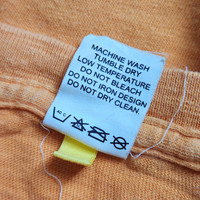 MACHINE WASH
TUMBLE DRY
LOW TEMPERATURE
DO NOT BLEACH
DO NOT IRON DESIGN
DO NOT DRY CLEAN